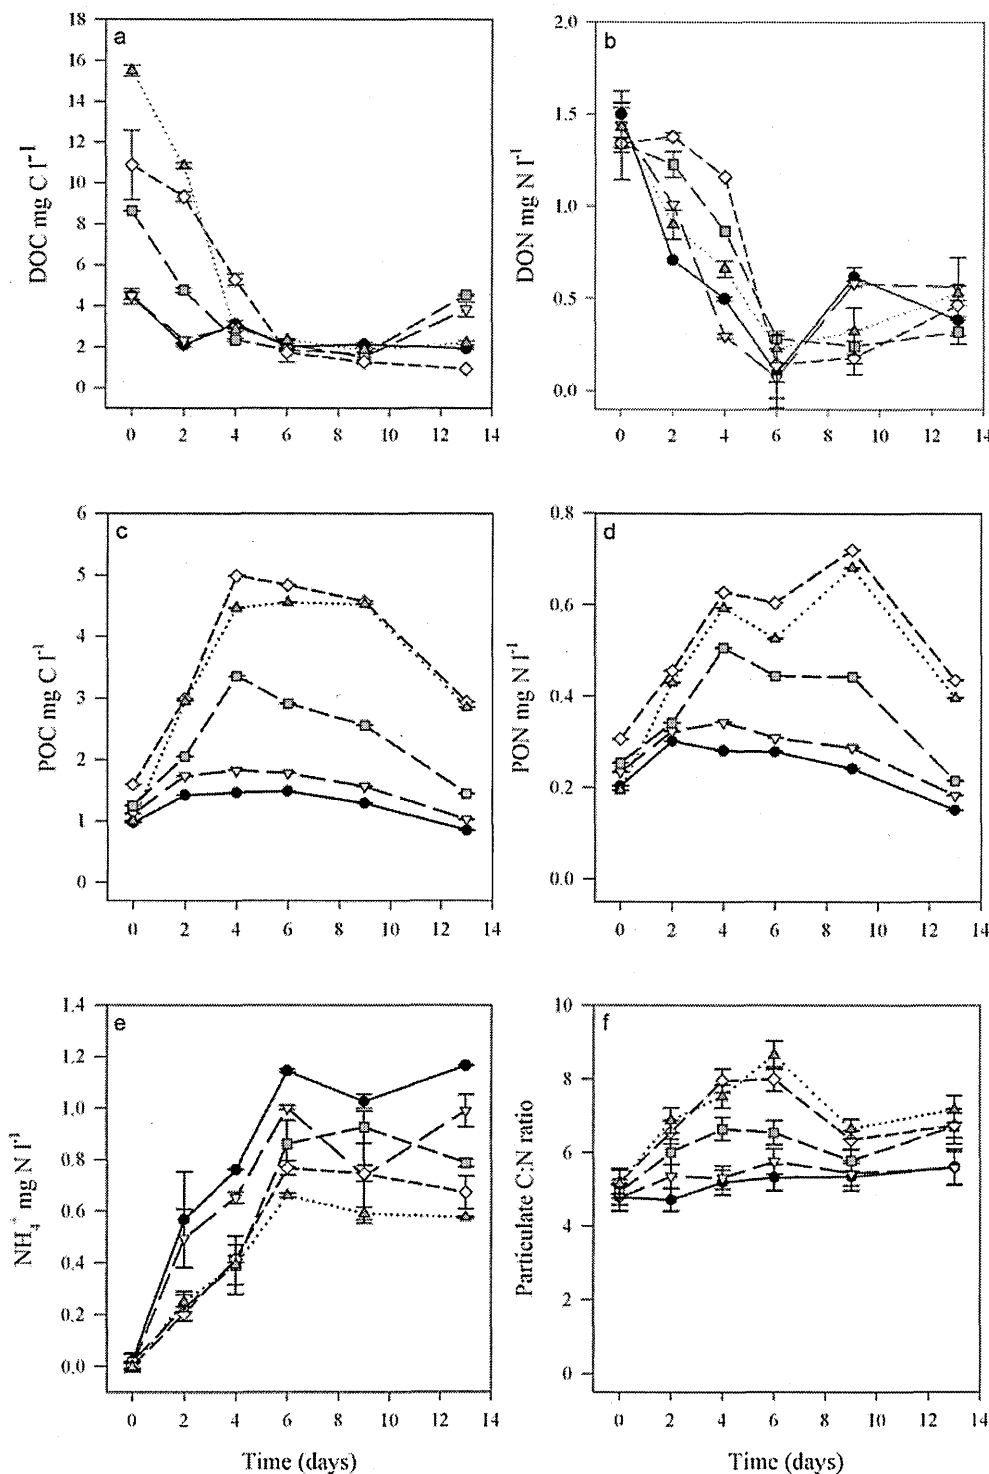 a
18
16
14
12
10
8
6
4
2
0
DOC mg C l⁻¹
0 2 4 6 8 10 12 14
b
2.0
1.5
1.0
0.5
0.0
DON mg N l⁻¹
0 2 4 6 8 10 12 14
c
6
5
4
3
2
1
0
POC mg C l⁻¹
0 2 4 6 8 10 12 14
d
0.8
0.6
0.4
0.2
0.0
PON mg N l⁻¹
0 2 4 6 8 10 12 14
e
1.4
1.2
1.0
0.8
0.6
0.4
0.2
0.0
NH₄⁺ mg N l⁻¹
0 2 4 6 8 10 12 14
Time (days)
f
10
8
6
4
2
0
Particulate C:N ratio
0 2 4 6 8 10 12 14
Time (days)